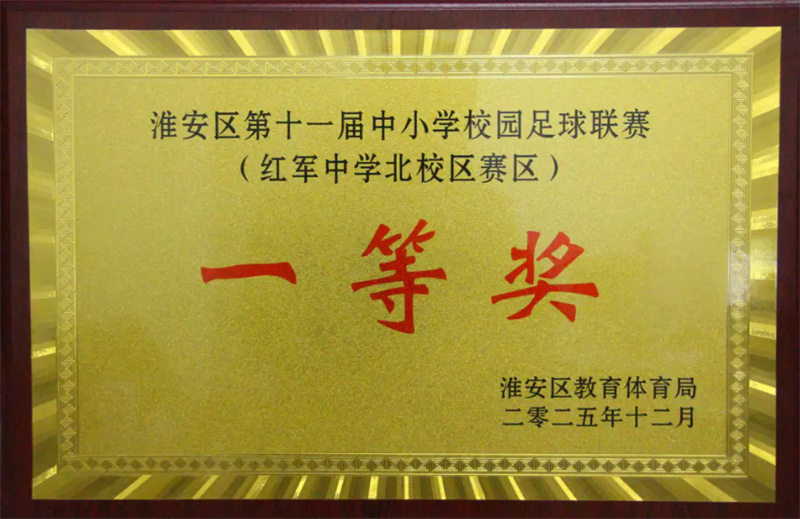 淮安区第十一届中小学校园足球联赛
（红军中学北校区赛区）
一等奖
淮安区教育体育局
二零二五年十二月